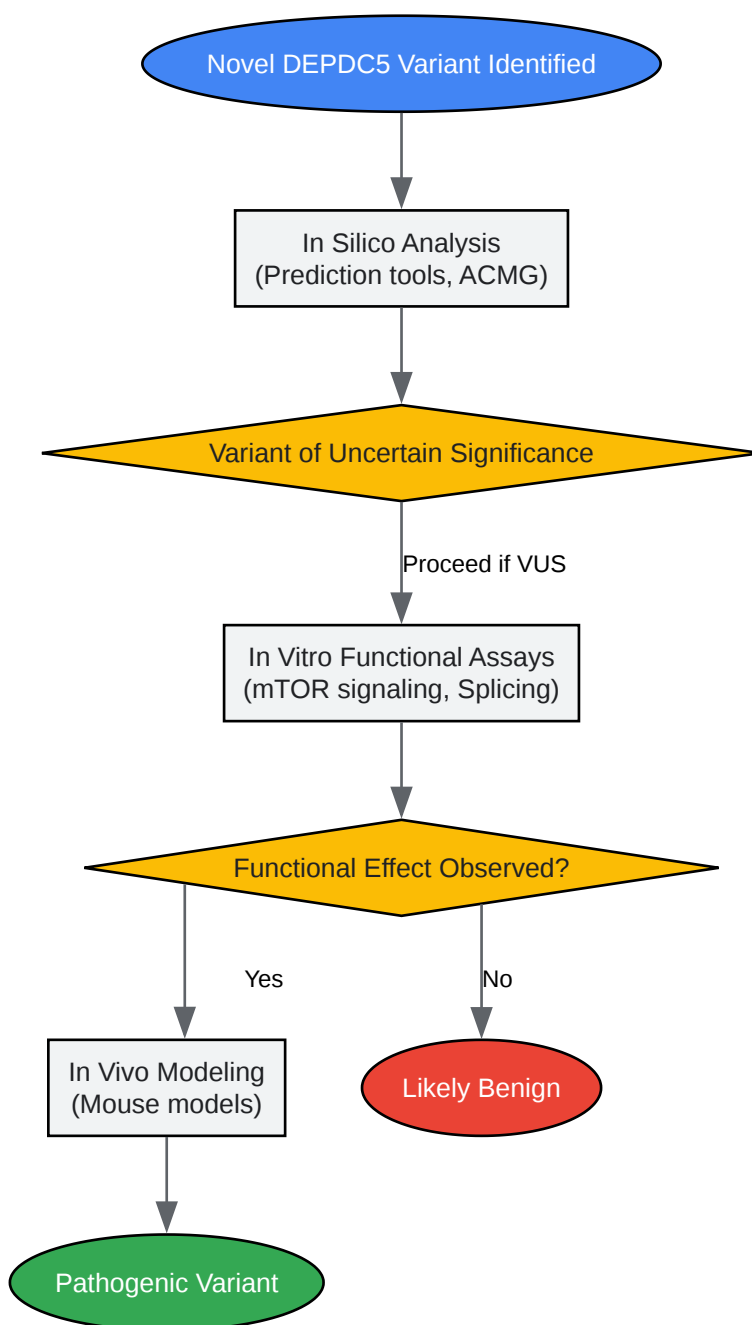 Novel DEPDC5 Variant Identified
In Silico Analysis
(Prediction tools, ACMG)
Variant of Uncertain Significance
Proceed if VUS
In Vitro Functional Assays
(mTOR signaling, Splicing)
Functional Effect Observed?
Yes
No
In Vivo Modeling
(Mouse models)
Likely Benign
Pathogenic Variant